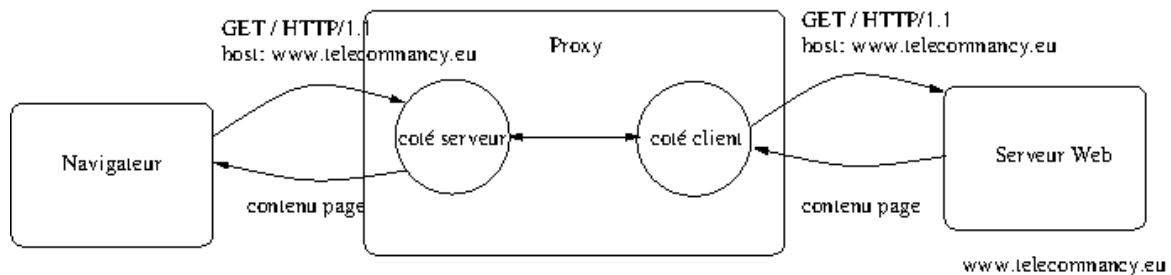 GET / HTTP/1.1
host: www.telecomnancy.eu
Proxy
GET / HTTP/1.1
host: www.telecomnancy.eu
Navigateur
coté serveur
coté client
Serveur Web
contenu page
contenu page
www.telecomnancy.eu